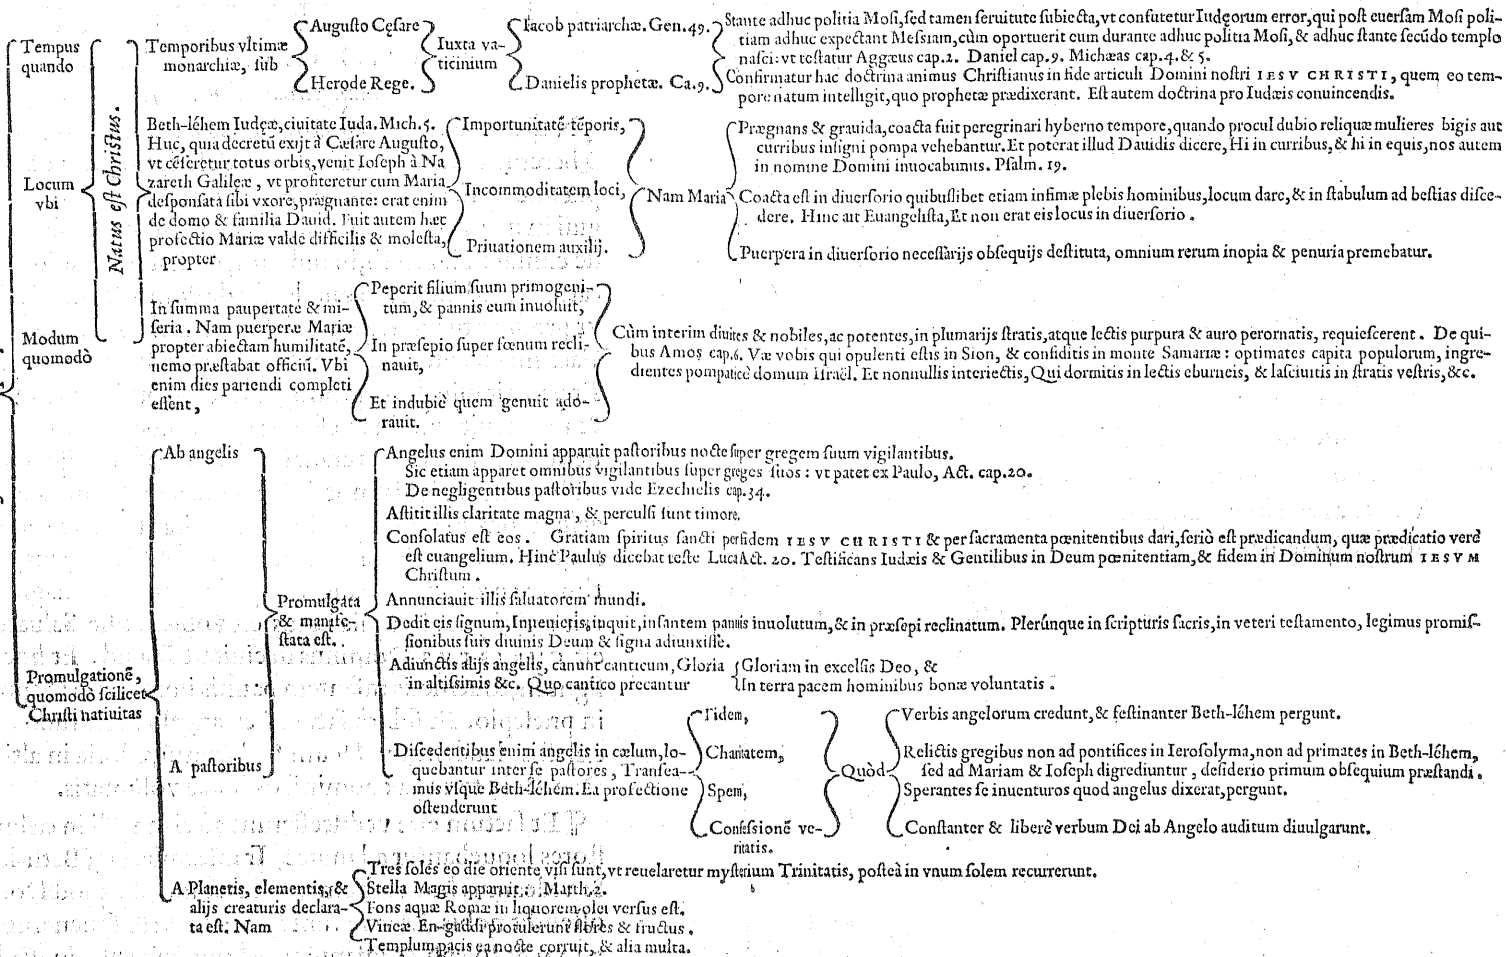 Tempus
quando
Natus est Christus.
Temporibus vltimæ
monarchiæ, sub
Augusto Cęsare
Herode Rege.
Iuxta va-
ticinium
Iacob patriarchæ. Gen. 49.
Danielis prophetæ. Ca. 9.
Stante adhuc politia Mosi, sed tamen seruitute subiecta, vt confutetur Iudęorum error, qui post euersam Mosi poli-
tiam adhuc expectant Messiam, cùm oportuerit eum durante adhuc politia Mosi, & adhuc stante secũdo templo
nasci: vt testatur Aggæus cap. 2. Daniel cap. 9. Michæas cap. 4. & 5.
Confirmatur hac doctrina animus Christianus in fide articuli Domini nostri IESV CHRISTI, quem eo tem-
pore natum intelligit, quo prophetæ prædixerant. Est autem doctrina pro Iudæis conuincendis.
Locum
vbi
Beth-léhem Iudęæ, ciuitate Iuda. Mich. 5.
Huc, quia decretũ exijt à Cæsare Augusto,
vt cẽseretur totus orbis, venit Ioseph à Na
zareth Galileæ, vt profiteretur cum Maria
desponsata sibi vxore, prægnante: erat enim
de domo & familia Dauid. Fuit autem hæc
profectio Mariæ valdè difficilis & molesta,
propter
Importunitatẽ tẽporis,
Incommoditatem loci,
Priuationem auxilij.
Nam Maria
Prægnans & grauida, coacta fuit peregrinari hyberno tempore, quando procul dubio reliquæ mulieres bigis aut
curribus insigni pompa vehebantur. Et poterat illud Dauidis dicere, Hi in curribus, & hi in equis, nos autem
in nomine Domini inuocabimus. Psalm. 19.
Coacta est in diuersorio quibuslibet etiam infimæ plebis hominibus, locum dare, & in stabulum ad bestias disce-
dere. Hinc ait Euangelista, Et non erat eis locus in diuersorio.
Puerpera in diuersorio necessarijs obsequijs destituta, omnium rerum inopia & penuria premebatur.
Modum
quomodò
In summa paupertate & mi-
seria. Nam puerperæ Mariæ
propter abiectam humilitatẽ,
nemo præstabat officiũ. Vbi
enim dies pariendi completi
essent,
Peperit filium suum primogeni-
tum, & pannis eum inuoluit,
In præsepio super fœnum recli-
nauit,
Et indubiè quem genuit ado-
rauit.
Cùm interim diuites & nobiles, ac potentes, in plumarijs stratis, atque lectis purpura & auro perornatis, requiescerent. De qui-
bus Amos cap. 6. Væ vobis qui opulenti estis in Sion, & confiditis in monte Samariæ: optimates capita populorum, ingre-
dientes pompaticè domum Israël. Et nonnullis interiectis, Qui dormitis in lectis eburneis, & lasciuitis in stratis vestris, &c.
Promulgationẽ,
quomodò scilicet
Christi natiuitas
Ab angelis
A pastoribus
Promulgata
& manife-
stata est.
Angelus enim Domini apparuit pastoribus nocte super gregem suum vigilantibus.
Sic etiam apparet omnibus vigilantibus super greges suos: vt patet ex Paulo, Act. cap. 20.
De negligentibus pastoribus vide Ezechielis cap. 34.
Astitit illis claritate magna, & perculsi sunt timore.
Consolatus est eos. Gratiam spiritus sancti per fidem IESV CHRISTI & per sacramenta pœnitentibus dari, seriò est prædicandum, quæ prædicatio verè
est euangelium. Hinc Paulus dicebat teste Luca Act. 20. Testificans Iudæis & Gentilibus in Deum pœnitentiam, & fidem in Dominum nostrum IESVM
Christum.
Annunciauit illis saluatorem mundi.
Dedit eis signum, Inuenietis, inquit, infantem pannis inuolutum, & in præsepi reclinatum. Plerúnque in scripturis sacris, in veteri testamento, legimus promis-
sionibus suis diuinis Deum & signa adiunxisse.
Adiunctis alijs angelis, canunt canticum, Gloria
in altissimis &c. Quo cantico precantur
Gloriam in excelsis Deo, &
In terra pacem hominibus bonæ voluntatis.
Discedentibus enim angelis in cælum, lo-
quebantur inter se pastores, Transea-
mus vsque Beth-léhem. Ea profectione
ostenderunt
Fidem,
Charitatem,
Spem,
Confessionẽ ve-
ritatis.
Quòd
Verbis angelorum credunt, & festinanter Beth-léhem pergunt.
Relictis gregibus non ad pontifices in Ierosolyma, non ad primates in Beth-léhem,
sed ad Mariam & Ioseph digrediuntur, desiderio primum obsequium præstandi.
Sperantes se inuenturos quod angelus dixerat, pergunt.
Constanter & liberè verbum Dei ab Angelo auditum diuulgarunt.
A Planetis, elementis, &
alijs creaturis declara-
ta est. Nam
Tres soles eo die oriente visi sunt, vt reuelaretur mysterium Trinitatis, posteà in vnum solem recurrerunt.
Stella Magis apparuit. Matth. 2.
Fons aquæ Romæ in liquorem olei versus est.
Vineæ En-gaddi protulerunt flores & fructus.
Templum pacis ea nocte corruit, & alia multa.